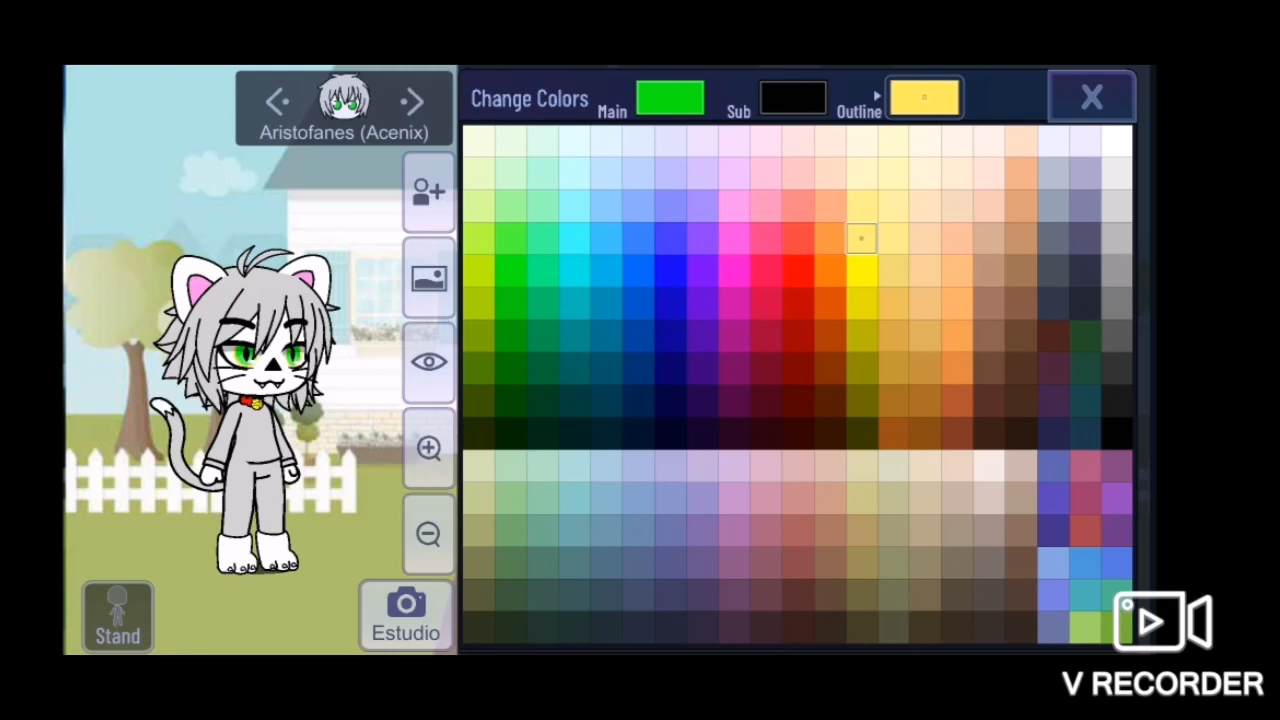 Change Colors
Main
Sub
Outline
X
Aristofanes (Acenix)
Stand
Estudio
V RECORDER